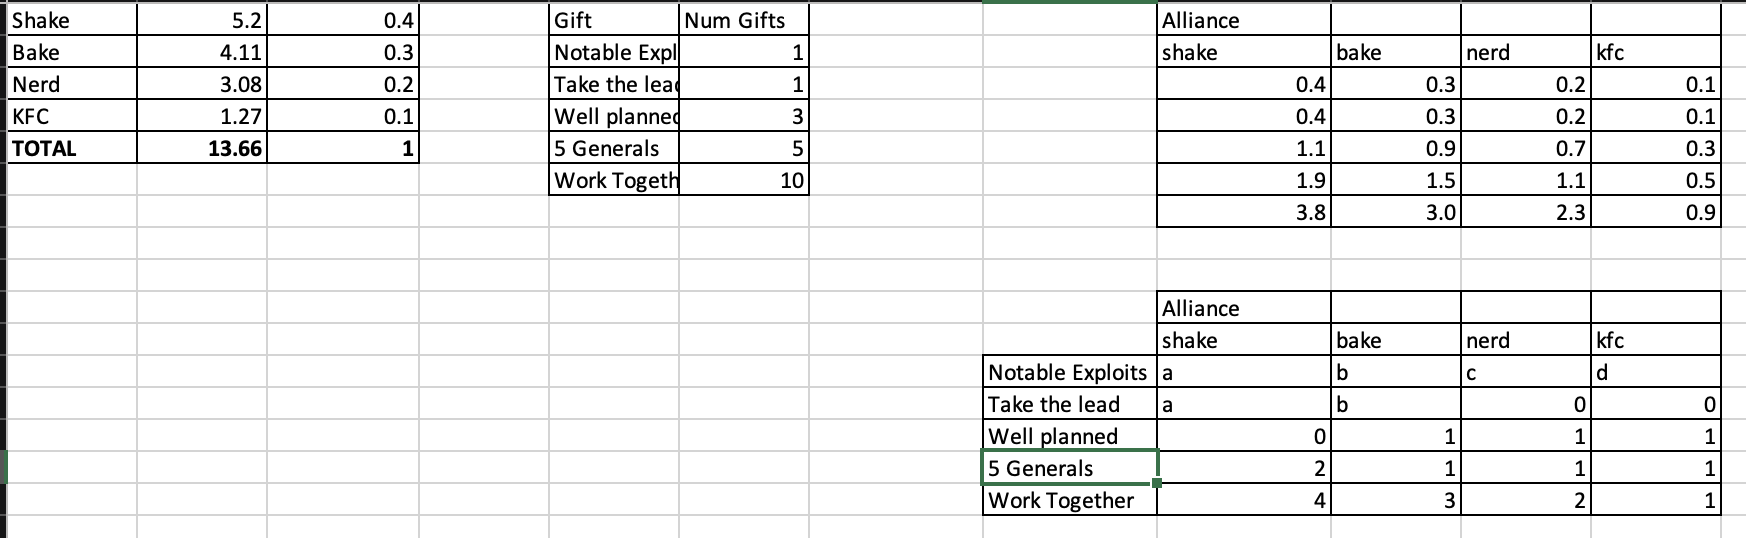 Shake 5.2 0.4 Gift Num Gifts Alliance
Bake 4.11 0.3 Notable Expl 1 shake bake nerd kfc
Nerd 3.08 0.2 Take the lead 1 0.4 0.3 0.2 0.1
KFC 1.27 0.1 Well planned 3 0.4 0.3 0.2 0.1
TOTAL 13.66 1 5 Generals 5 1.1 0.9 0.7 0.3
Work Togeth 10 1.9 1.5 1.1 0.5
3.8 3.0 2.3 0.9
Alliance
shake bake nerd kfc
Notable Exploits a b c d
Take the lead a b 0 0
Well planned 0 1 1 1
5 Generals 2 1 1 1
Work Together 4 3 2 1